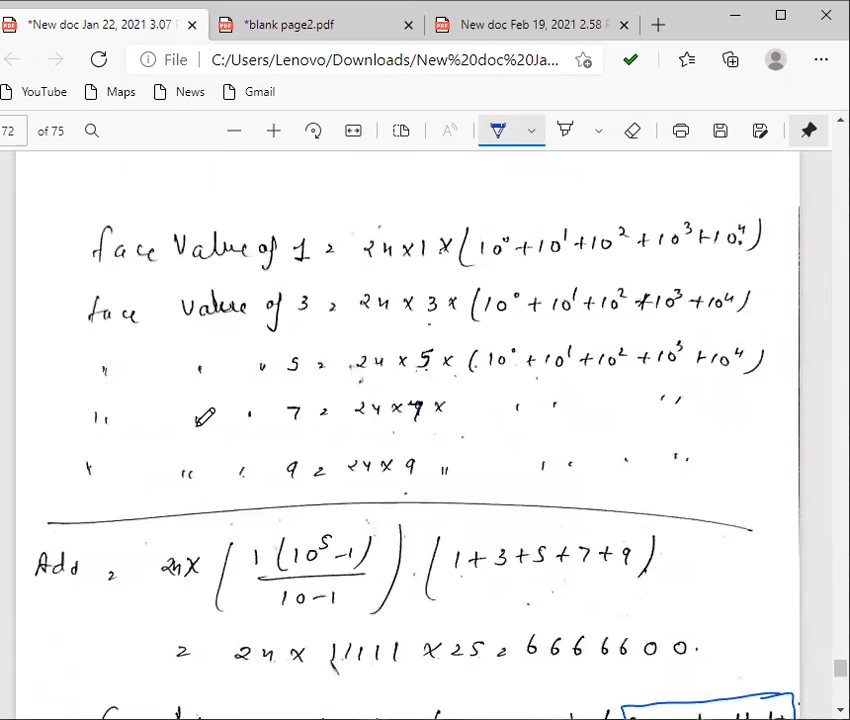 *New doc Jan 22, 2021 3.07 P
*blank page2.pdf
New doc Feb 19, 2021 2.58 P
File C:/Users/Lenovo/Downloads/New%20doc%20Ja...
YouTube Maps News Gmail
72 of 75
face Value of 1 = 24×1×(10⁰+10¹+10²+10³+10⁴)
face Value of 3 = 24×3×(10⁰+10¹+10²+10³+10⁴)
" " " 5 = 24×5×(10⁰+10¹+10²+10³+10⁴)
" " " 7 = 24×7× " " "
" " " 9 = 24×9 " " " " "
Add = 24×(1(10⁵-1)/10-1)·(1+3+5+7+9)
= 24×11111×25=6666600.